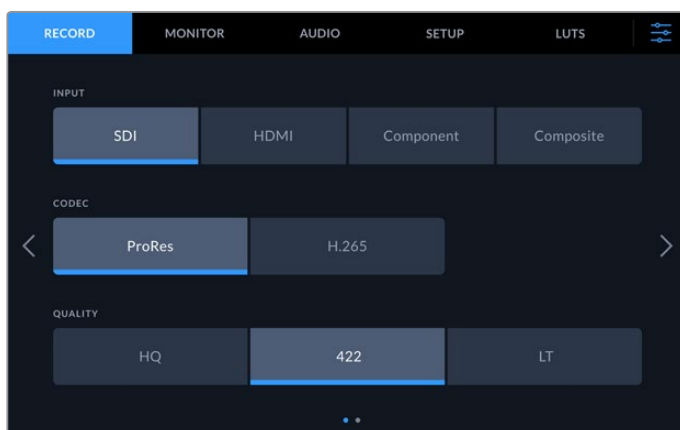 RECORD MONITOR AUDIO SETUP LUTS
INPUT
SDI HDMI Component Composite
CODEC
ProRes H.265
QUALITY
HQ 422 LT